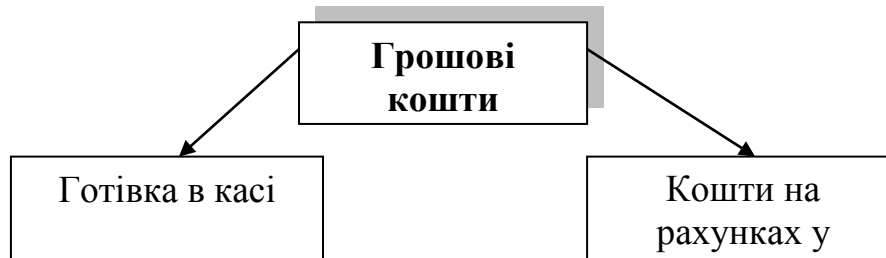 Грошові
кошти
Готівка в касі
Кошти на
рахунках у